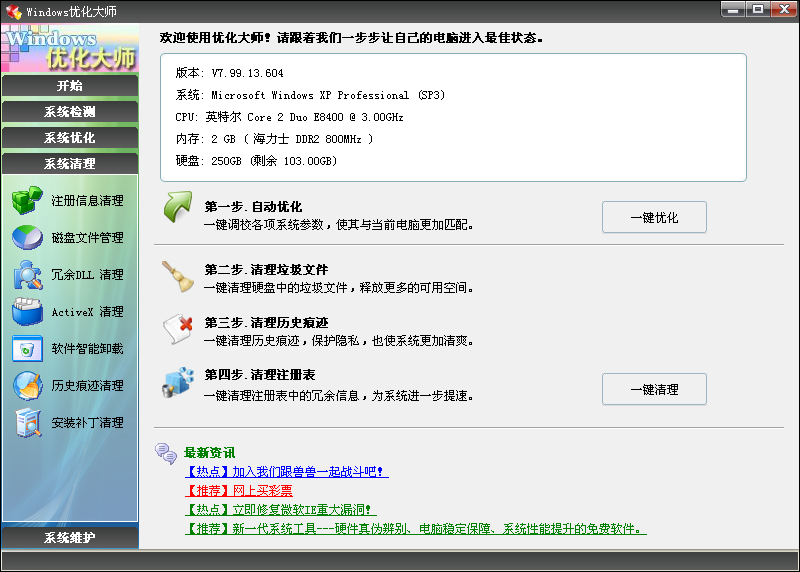 Windows优化大师
Windows
优化大师
开始
系统检测
系统优化
系统清理
注册信息清理
磁盘文件管理
冗余DLL 清理
ActiveX 清理
软件智能卸载
历史痕迹清理
安装补丁清理
系统维护
欢迎使用优化大师！请跟着我们一步步让自己的电脑进入最佳状态。
版本: V7.99.13.604
系统: Microsoft Windows XP Professional (SP3)
CPU: 英特尔 Core 2 Duo E8400 @ 3.00GHz
内存: 2 GB ( 海力士 DDR2 800MHz )
硬盘: 250GB (剩余 103.00GB)
第一步.自动优化
一键调校各项系统参数，使其与当前电脑更加匹配。
一键优化
第二步.清理垃圾文件
一键清理硬盘中的垃圾文件，释放更多的可用空间。
第三步.清理历史痕迹
一键清理历史痕迹，保护隐私，也使系统更加清爽。
第四步.清理注册表
一键清理注册表中的冗余信息，为系统进一步提速。
一键清理
最新资讯
【热点】加入我们跟兽兽一起战斗吧！
【推荐】网上买彩票
【热点】立即修复微软IE重大漏洞！
【推荐】新一代系统工具---硬件真伪辨别、电脑稳定保障、系统性能提升的免费软件。